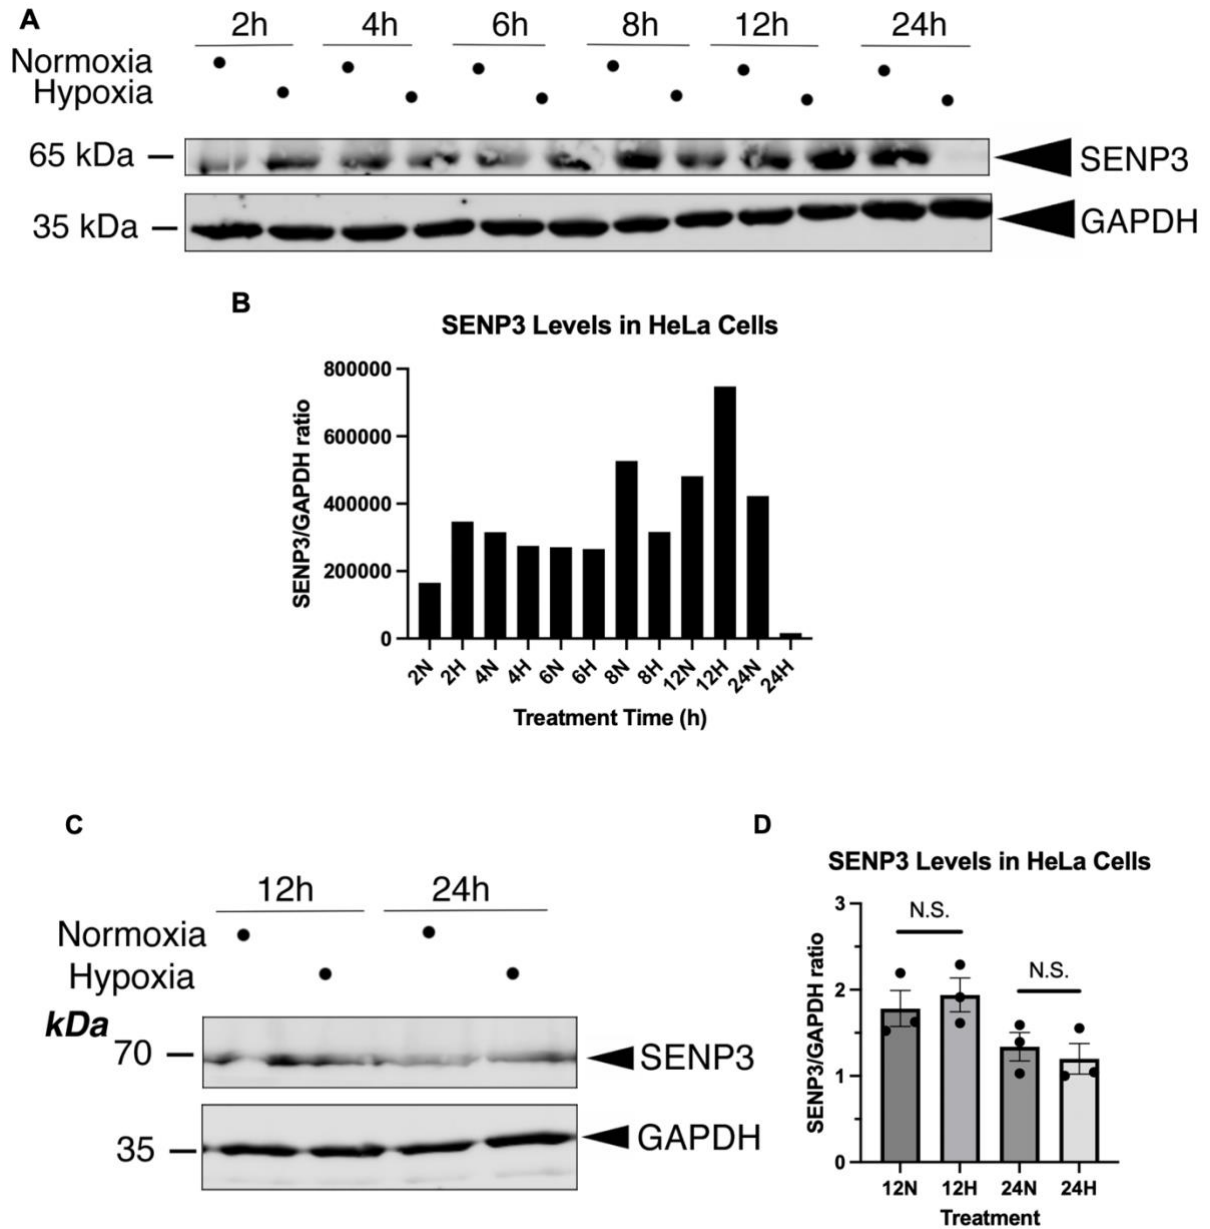 A
2h 4h 6h 8h 12h 24h
Normoxia
Hypoxia
65 kDa
SENP3
35 kDa
GAPDH
B
SENP3 Levels in HeLa Cells
SENP3/GAPDH ratio
800000
600000
400000
200000
0
2N 2H 4N 4H 6N 6H 8N 8H 12N 12H 24N 24H
Treatment Time (h)
C
12h 24h
Normoxia
Hypoxia
kDa
70
SENP3
35
GAPDH
D
SENP3 Levels in HeLa Cells
SENP3/GAPDH ratio
3
2
1
0
N.S.
N.S.
12N 12H 24N 24H
Treatment